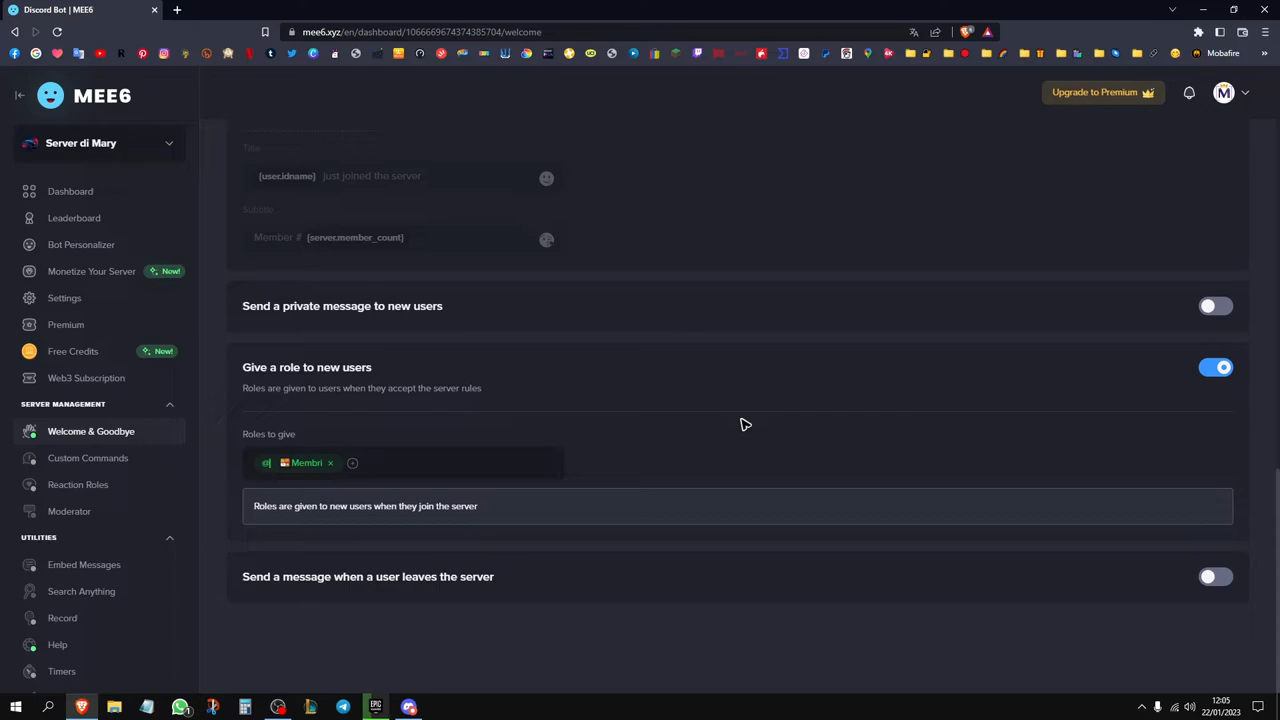 Discord Bot | MEE6
mee6.xyz/en/dashboard/1066669674374385704/welcome
Mobafire
MEE6
Upgrade to Premium
M
Server di Mary
Dashboard
Leaderboard
Bot Personalizer
Monetize Your Server
New!
Settings
Premium
Free Credits
New!
Web3 Subscription
SERVER MANAGEMENT
Welcome & Goodbye
Custom Commands
Reaction Roles
Moderator
UTILITIES
Embed Messages
Search Anything
Record
Help
Timers
Title
{user.idname} just joined the server
Subtitle
Member # {server.member_count}
Send a private message to new users
Give a role to new users
Roles are given to users when they accept the server rules
Roles to give
@| Membri ×
Roles are given to new users when they join the server
Send a message when a user leaves the server
12:05
22/01/2023